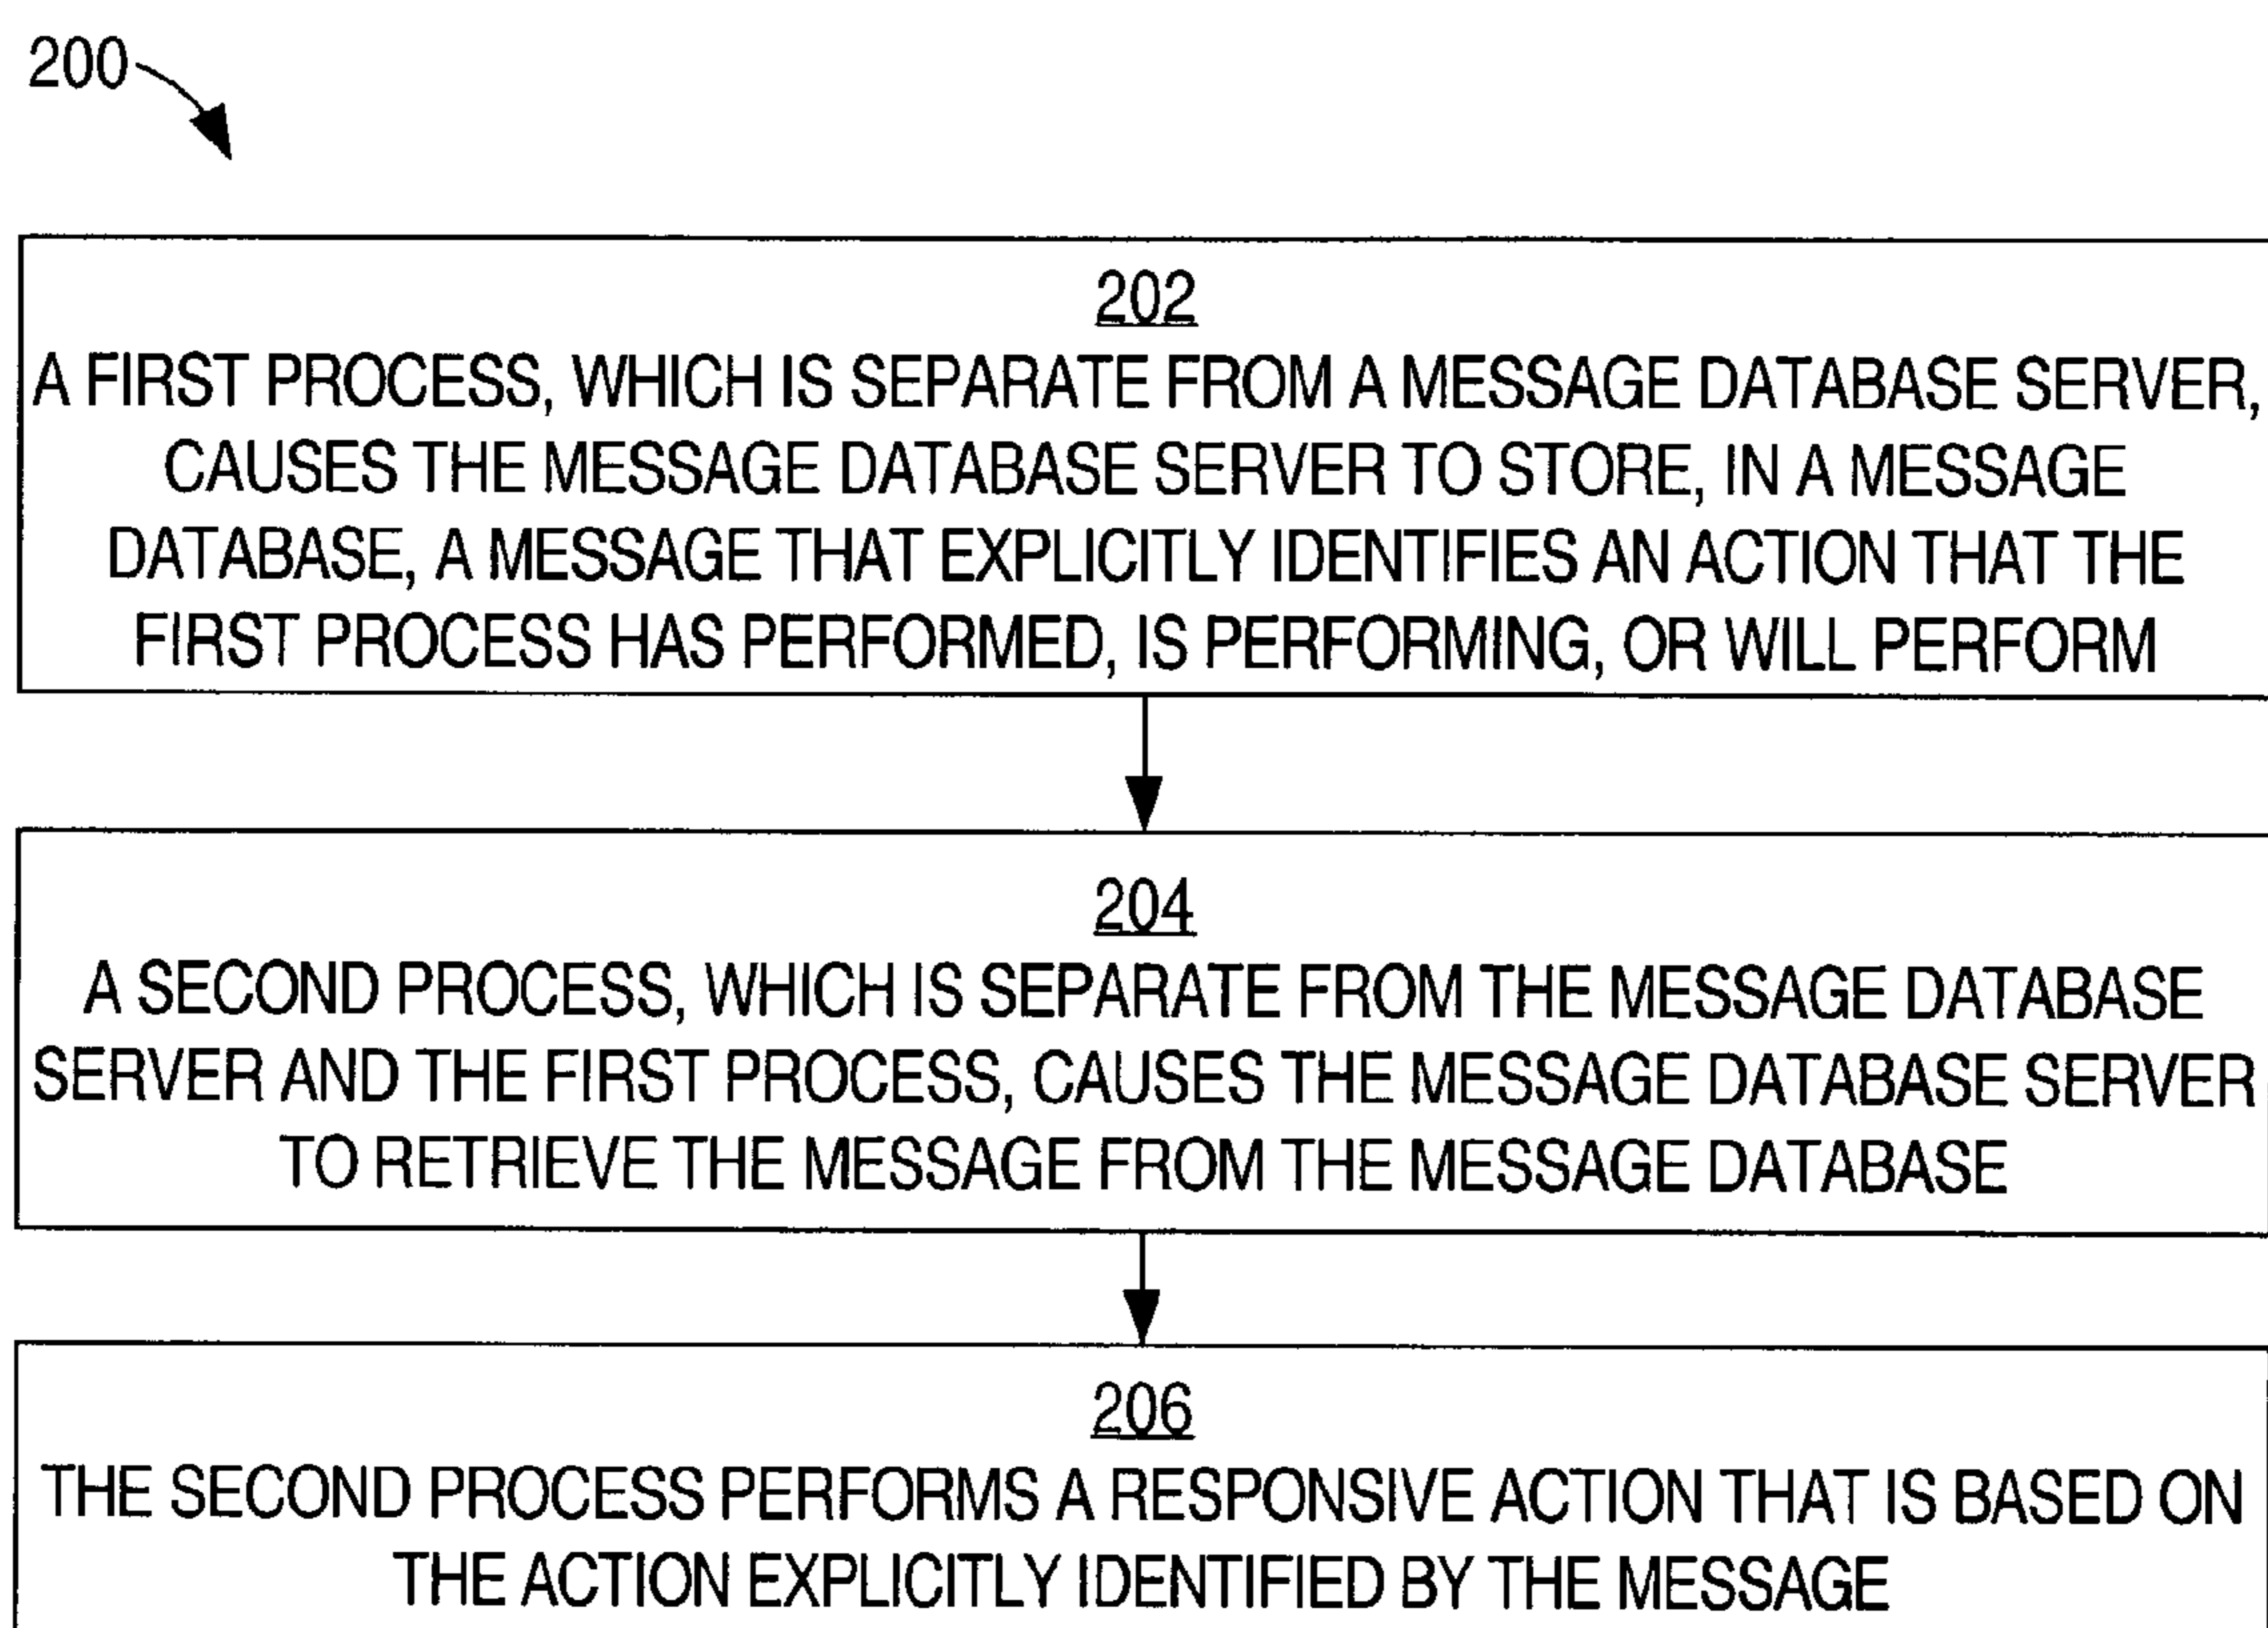 200
202
A FIRST PROCESS, WHICH IS SEPARATE FROM A MESSAGE DATABASE SERVER,
CAUSES THE MESSAGE DATABASE SERVER TO STORE, IN A MESSAGE
DATABASE, A MESSAGE THAT EXPLICITLY IDENTIFIES AN ACTION THAT THE
FIRST PROCESS HAS PERFORMED, IS PERFORMING, OR WILL PERFORM
204
A SECOND PROCESS, WHICH IS SEPARATE FROM THE MESSAGE DATABASE
SERVER AND THE FIRST PROCESS, CAUSES THE MESSAGE DATABASE SERVER
TO RETRIEVE THE MESSAGE FROM THE MESSAGE DATABASE
206
THE SECOND PROCESS PERFORMS A RESPONSIVE ACTION THAT IS BASED ON
THE ACTION EXPLICITLY IDENTIFIED BY THE MESSAGE